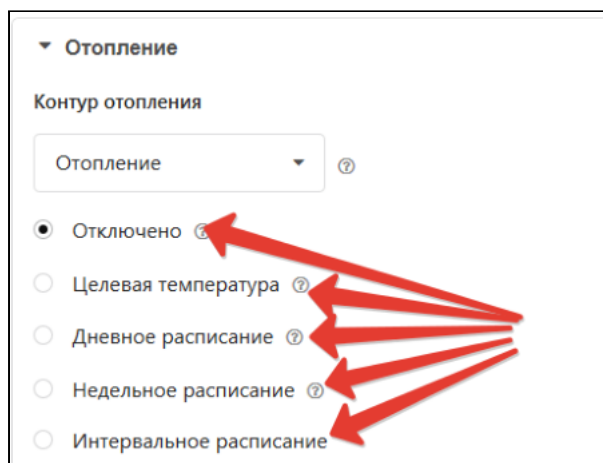 Отопление
Контур отопления
Отопление
Отключено
Целевая температура
Дневное расписание
Недельное расписание
Интервальное расписание